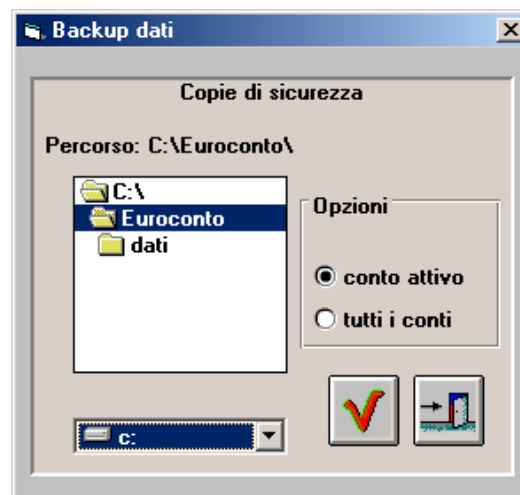 Backup dati
Copie di sicurezza
Percorso: C:\Euroconto\
C:\
Euroconto
dati
Opzioni
conto attivo
tutti i conti
c: